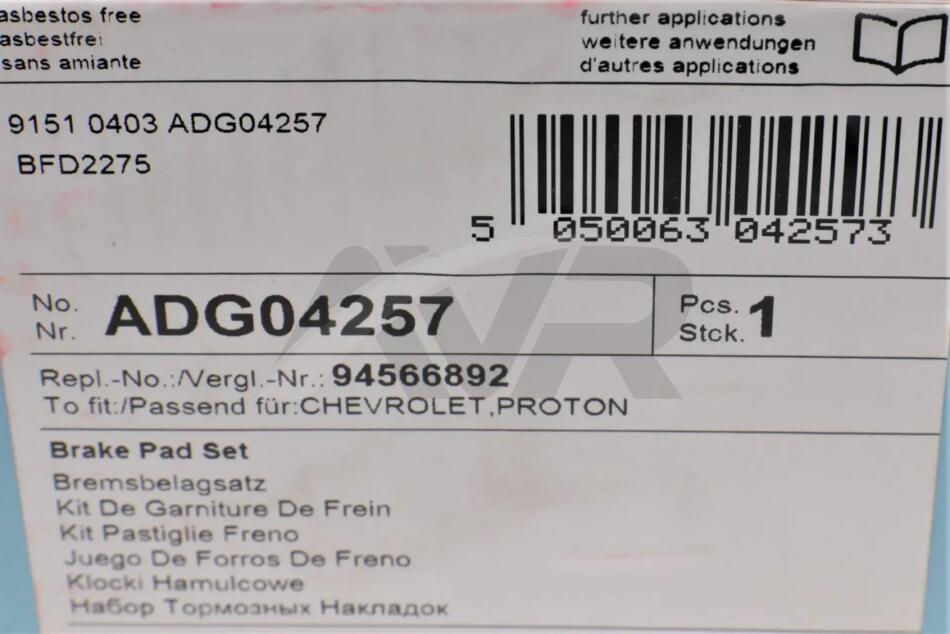 asbestos free
asbestfrei
sans amiante
further applications
weitere anwendungen
d'autres applications
9151 0403 ADG04257
BFD2275
5 050063 042573
No.
Nr.
ADG04257
Pcs.
Stck.
1
Repl.-No.:/Vergl.-Nr.: 94566892
To fit:/Passend für:CHEVROLET,PROTON
Brake Pad Set
Bremsbelagsatz
Kit De Garniture De Frein
Kit Pastiglie Freno
Juego De Forros De Freno
Klocki Hamulcowe
Набор Тормозных Накладок
AVR